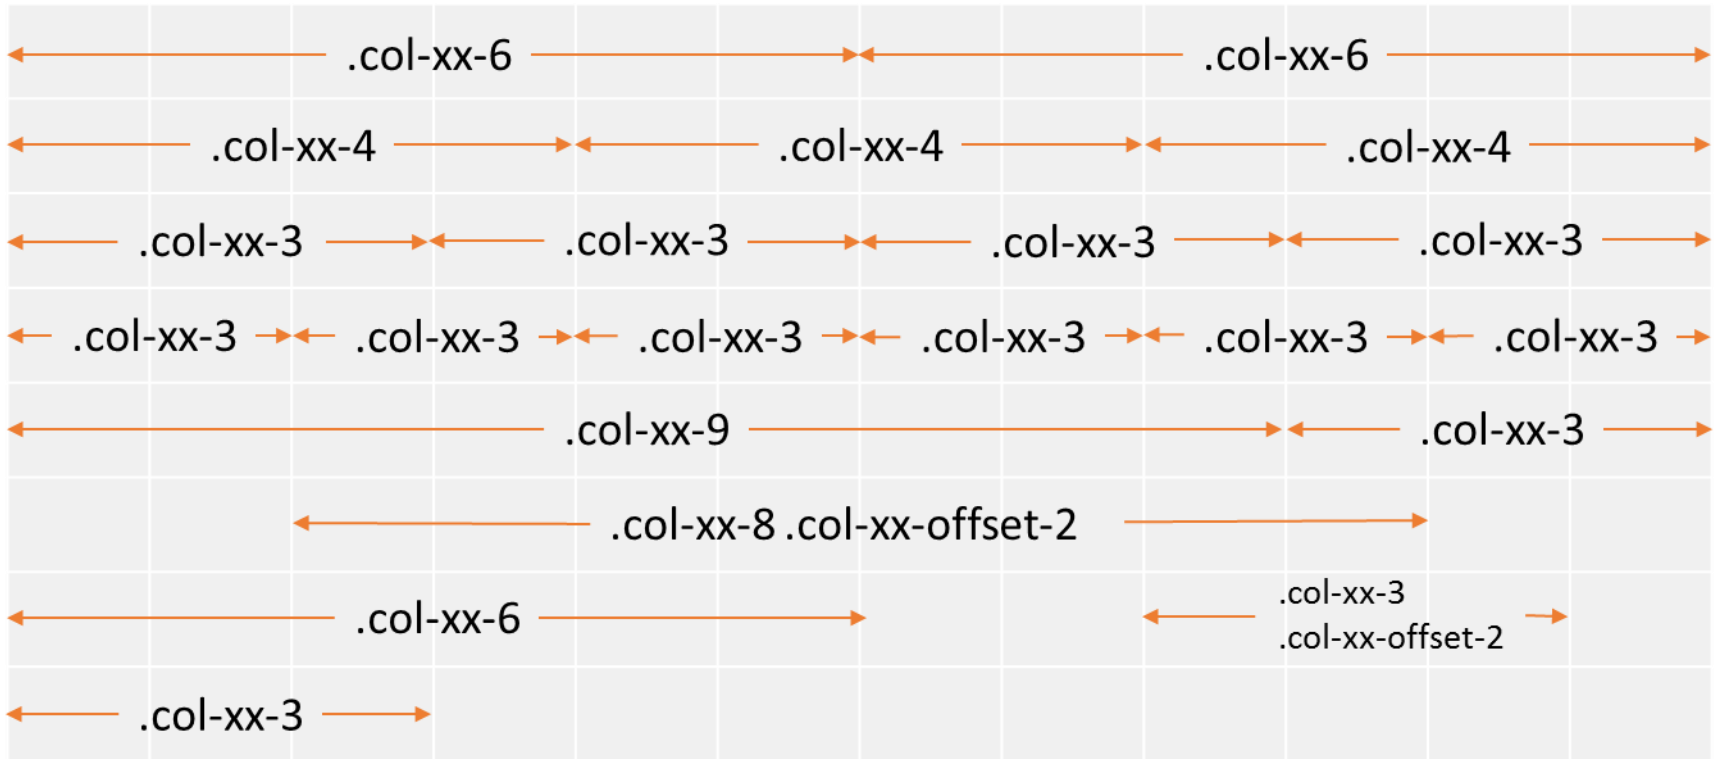 .col-xx-6 .col-xx-6
.col-xx-4 .col-xx-4 .col-xx-4
.col-xx-3 .col-xx-3 .col-xx-3 .col-xx-3
.col-xx-3 .col-xx-3 .col-xx-3 .col-xx-3 .col-xx-3 .col-xx-3
.col-xx-9 .col-xx-3
.col-xx-8 .col-xx-offset-2
.col-xx-6
.col-xx-3
.col-xx-offset-2
.col-xx-3